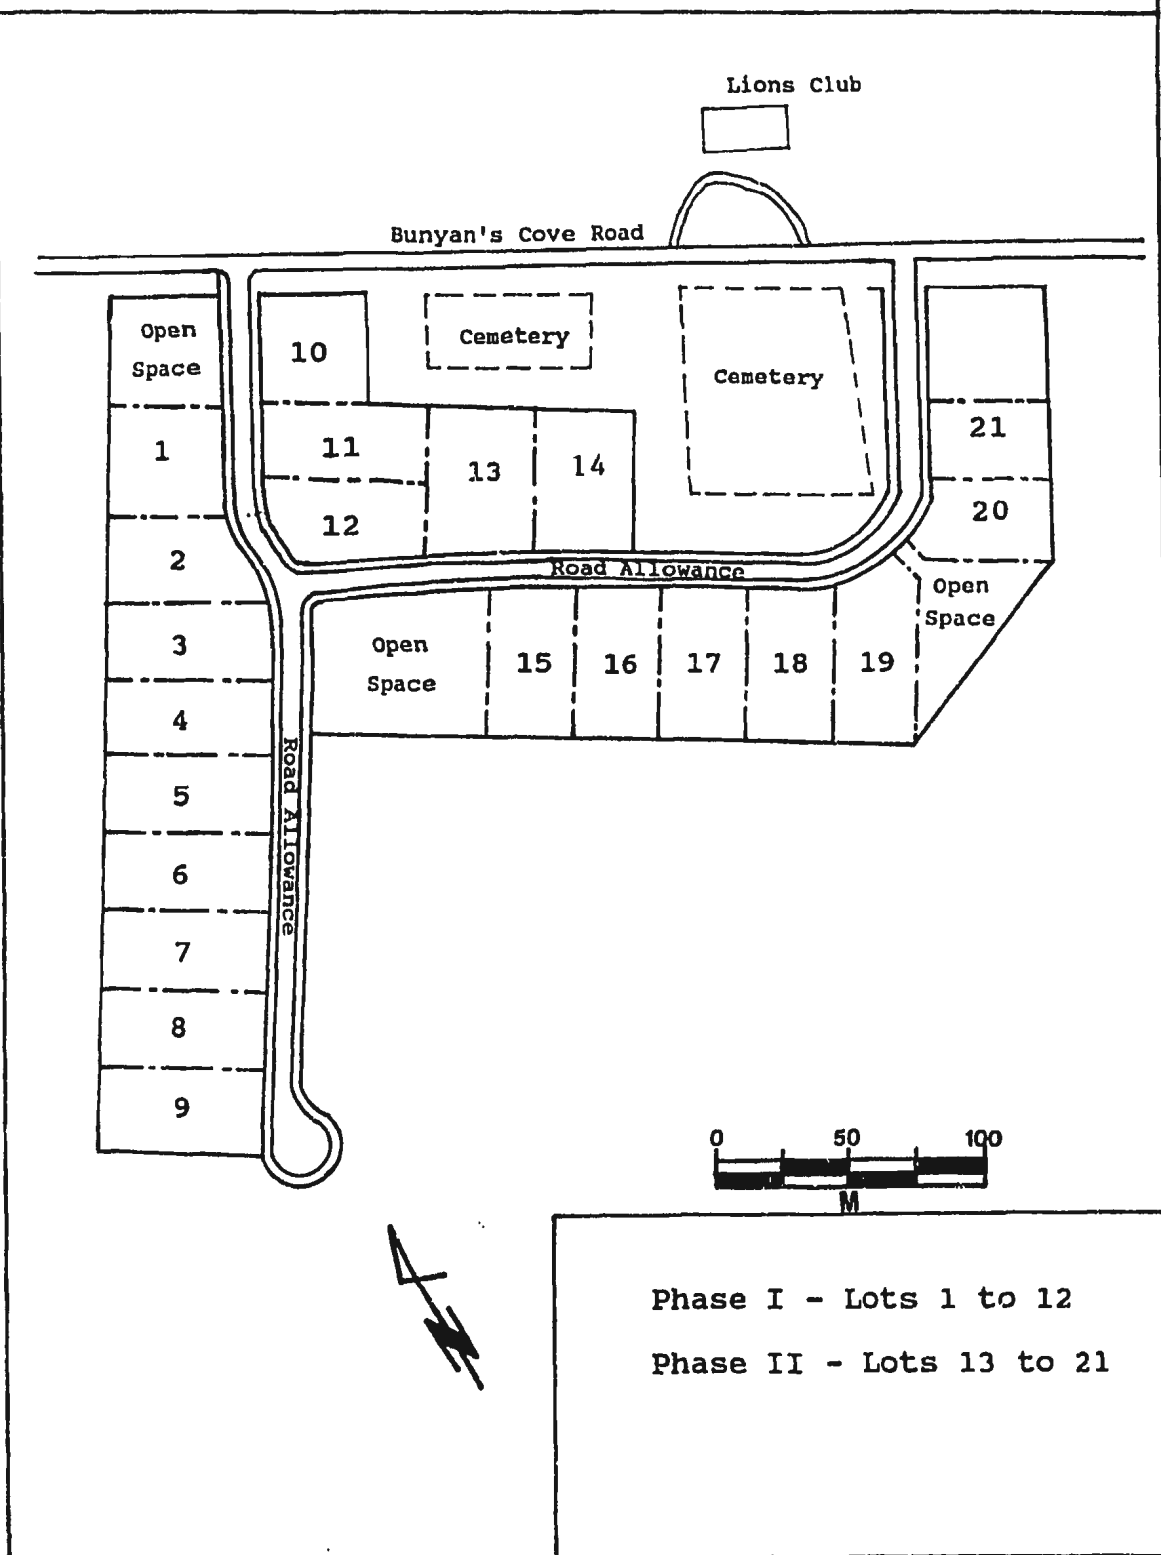 Lions Club
Bunyan's Cove Road
Open
Space
10
Cemetery
Cemetery
1
11
13
14
21
12
20
2
Road Allowance
Open
Space
3
Open
Space
15
16
17
18
19
4
Road Allowance
5
6
7
8
9
0 50 100
M
Phase I - Lots 1 to 12
Phase II - Lots 13 to 21